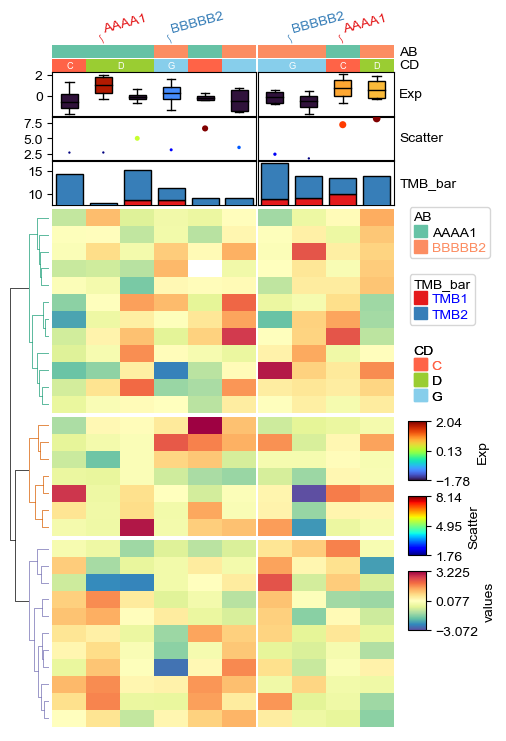 AAAA1 BBBBB2 BBBBB2 AAAA1
AB
C D G G C D CD
2
0
Exp
7.5
5.0
2.5
Scatter
15
10
TMB_bar
AB
AAAA1
BBBBB2
TMB_bar
TMB1
TMB2
CD
C
D
G
2.04
0.13
−1.78
Exp
8.14
4.95
1.76
Scatter
3.225
0.077
−3.072
values